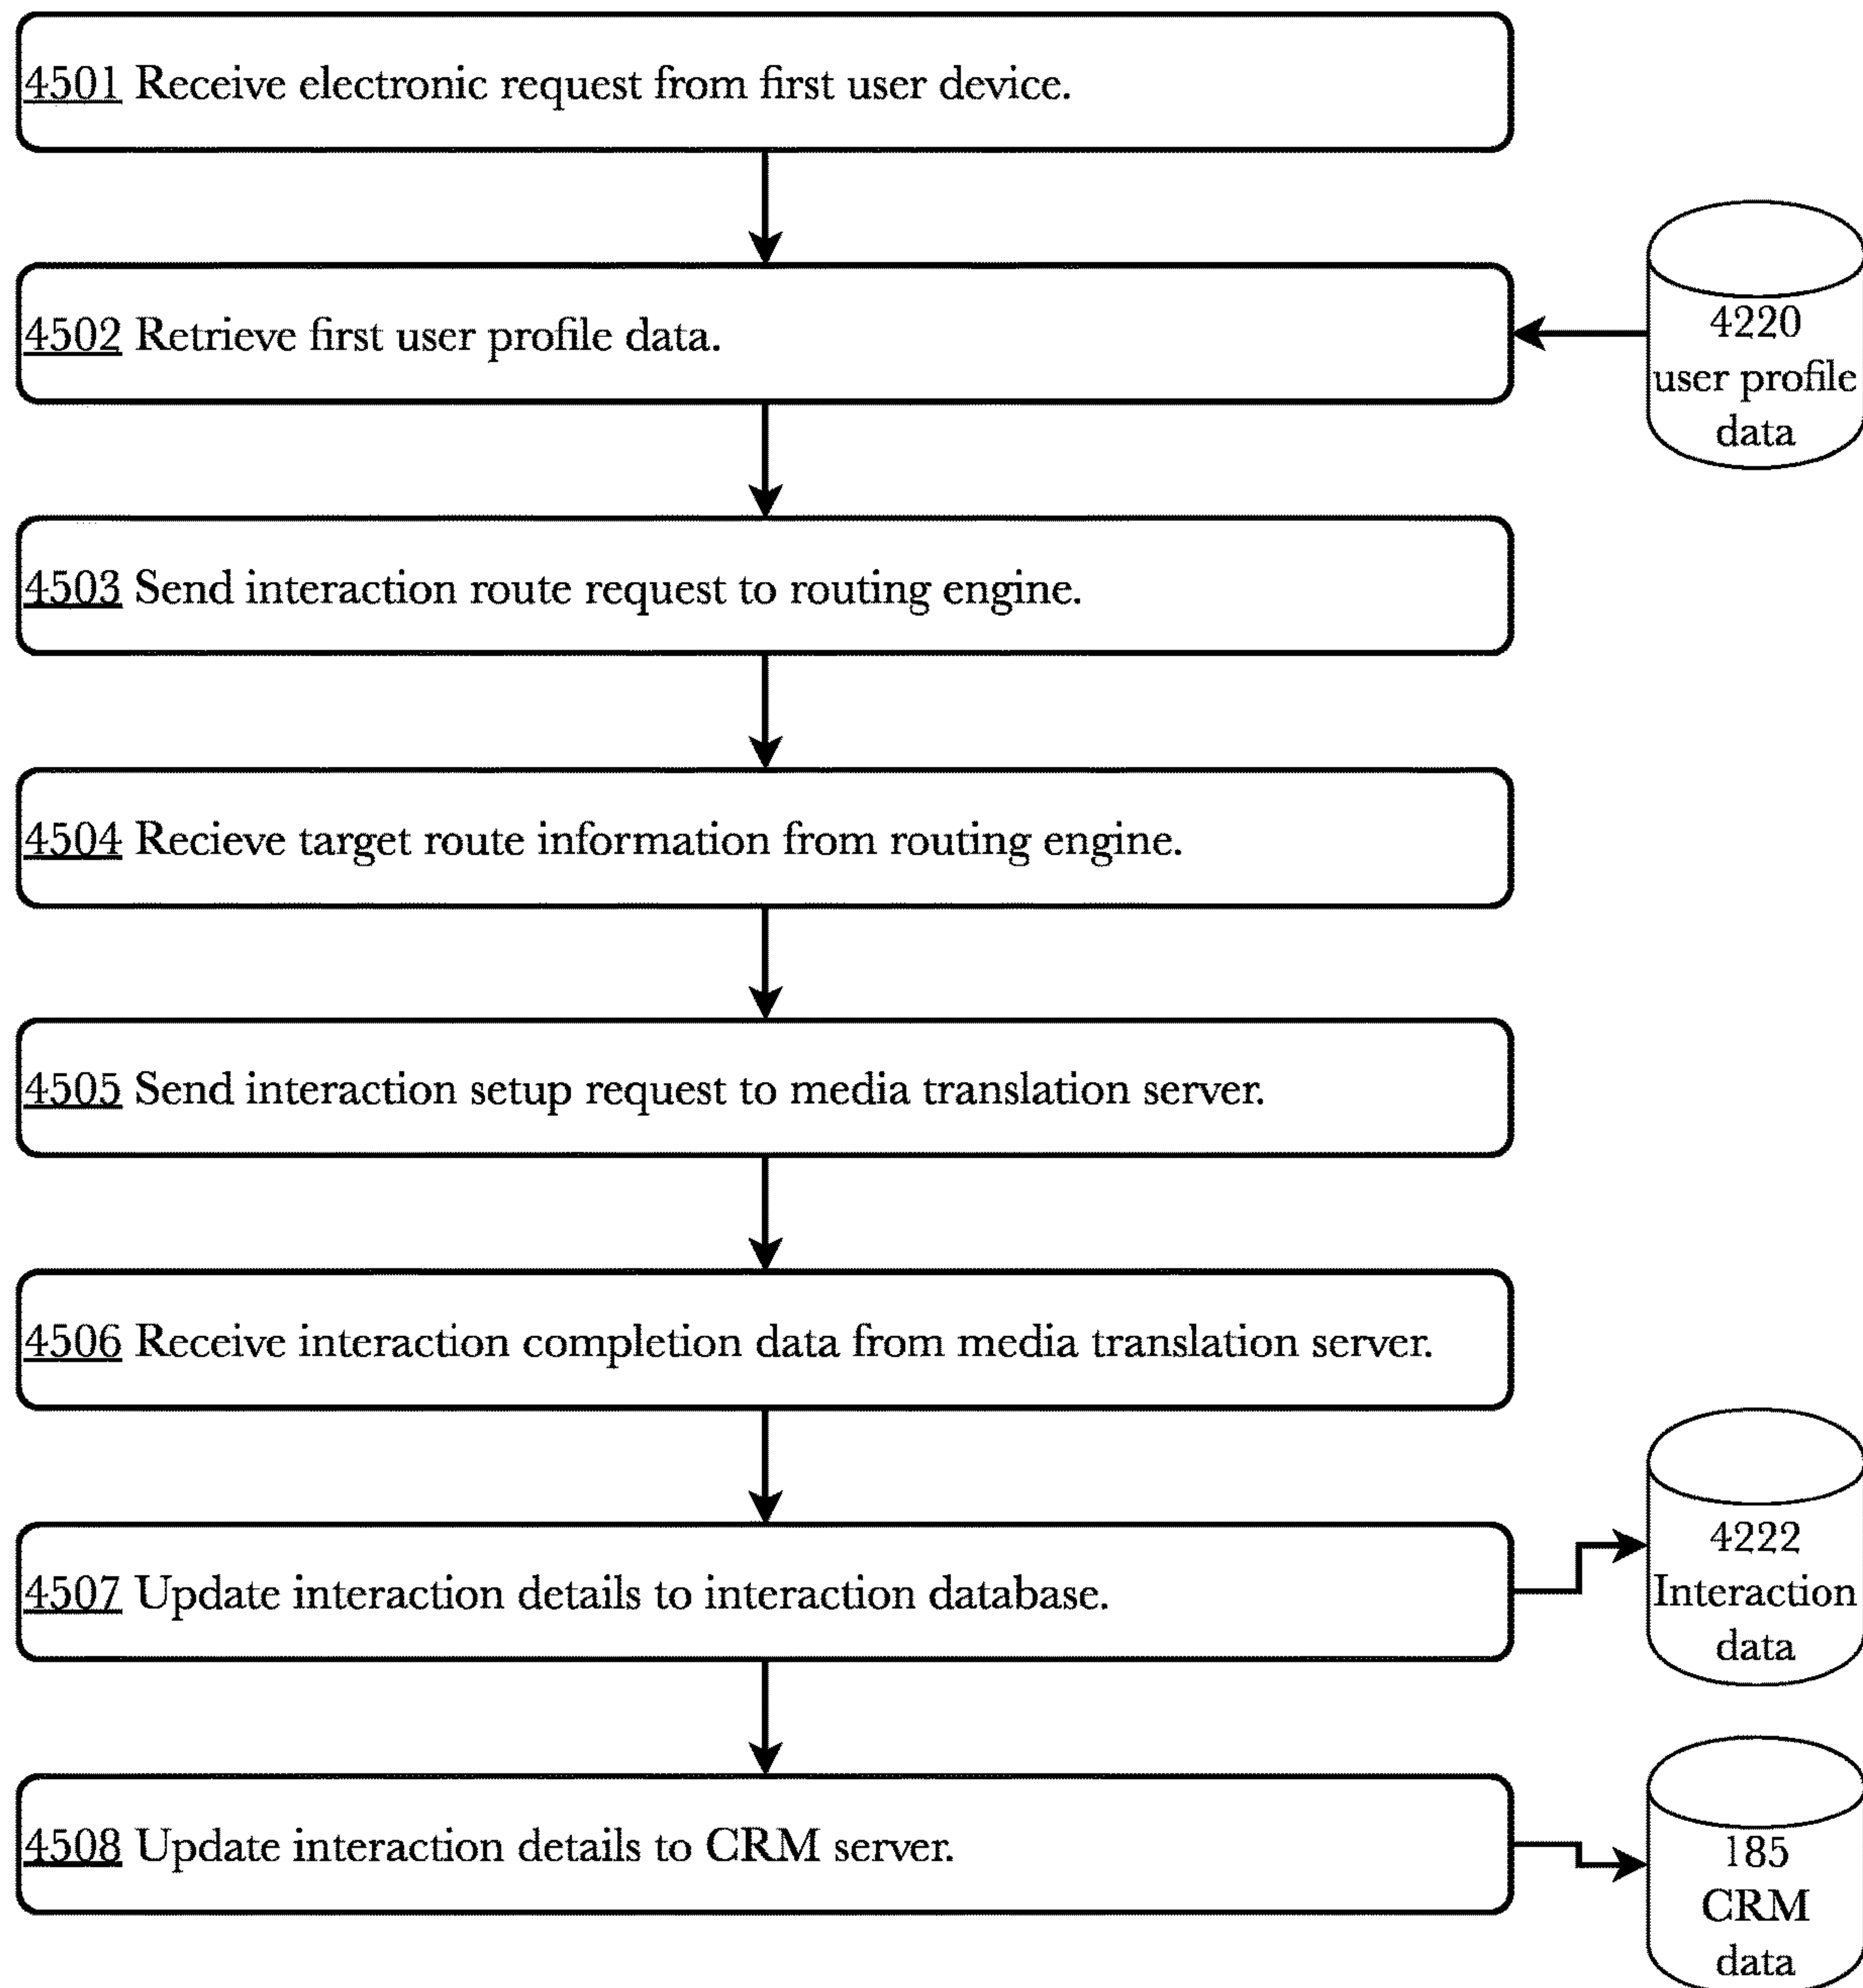 4501 Receive electronic request from first user device.
4502 Retrieve first user profile data.
4220
user profile
data
4503 Send interaction route request to routing engine.
4504 Recieve target route information from routing engine.
4505 Send interaction setup request to media translation server.
4506 Receive interaction completion data from media translation server.
4507 Update interaction details to interaction database.
4222
Interaction
data
4508 Update interaction details to CRM server.
185
CRM
data